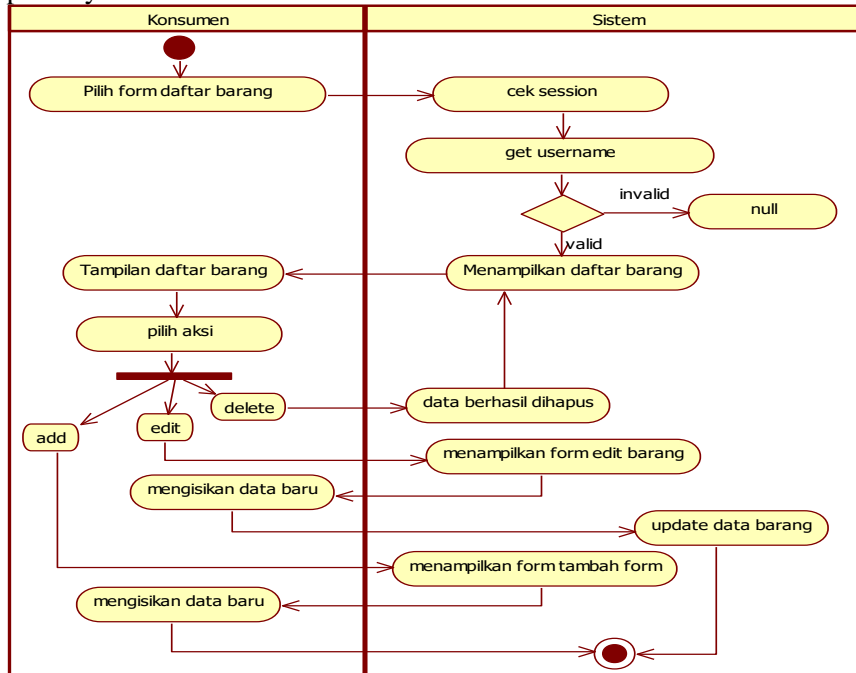 Konsumen
Sistem
Pilih form daftar barang
cek session
get username
invalid
null
valid
Tampilan daftar barang
Menampilkan daftar barang
pilih aksi
delete
data berhasil dihapus
edit
add
menampilkan form edit barang
mengisikan data baru
update data barang
menampilkan form tambah form
mengisikan data baru